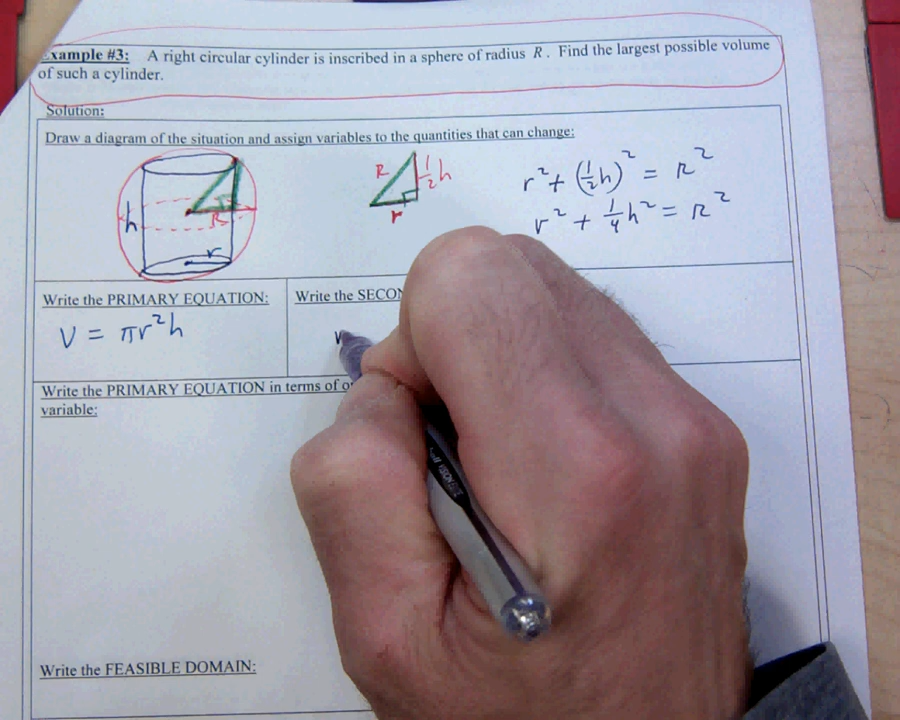 Example #3: A right circular cylinder is inscribed in a sphere of radius R. Find the largest possible volume
of such a cylinder.
Solution:
Draw a diagram of the situation and assign variables to the quantities that can change:
h
R
r
R
½h
r
r² + (½h)² = R²
r² + ¼h² = R²
Write the PRIMARY EQUATION:
V = πr²h
Write the SECON
Write the PRIMARY EQUATION in terms of o
variable:
Write the FEASIBLE DOMAIN: